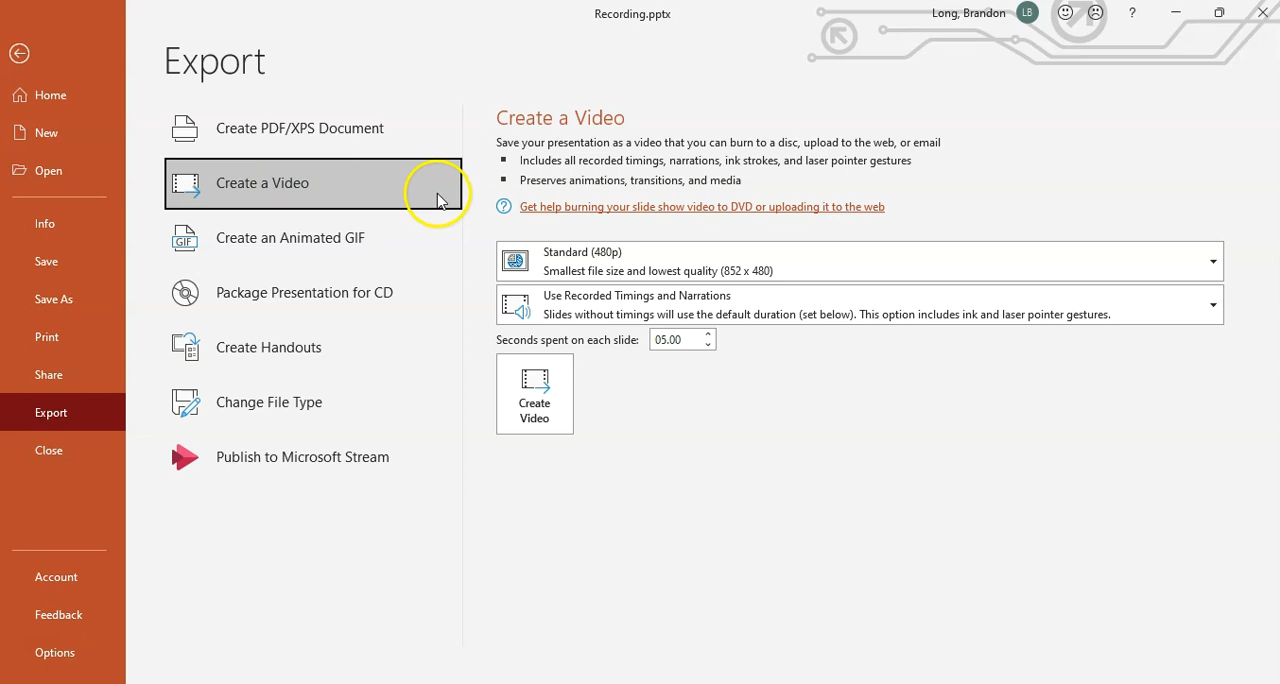 Recording.pptx
Long, Brandon
LB
?
Home
New
Open
Info
Save
Save As
Print
Share
Export
Close
Account
Feedback
Options
Export
Create PDF/XPS Document
Create a Video
GIF
Create an Animated GIF
Package Presentation for CD
Create Handouts
Change File Type
Publish to Microsoft Stream
Create a Video
Save your presentation as a video that you can burn to a disc, upload to the web, or email
Includes all recorded timings, narrations, ink strokes, and laser pointer gestures
Preserves animations, transitions, and media
? Get help burning your slide show video to DVD or uploading it to the web
Standard (480p)
Smallest file size and lowest quality (852 x 480)
Use Recorded Timings and Narrations
Slides without timings will use the default duration (set below). This option includes ink and laser pointer gestures.
Seconds spent on each slide: 05.00
Create
Video